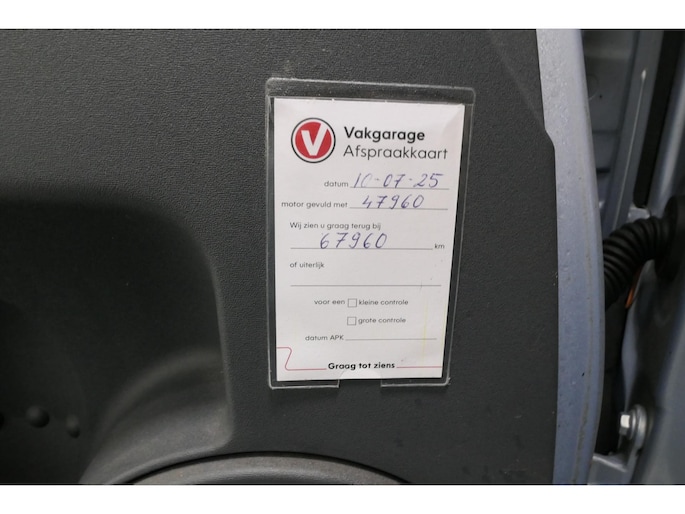 V Vakgarage
Afspraakkaart
datum 10-07-25
motor gevuld met 47960
Wij zien u graag terug bij
67960 km
of uiterlijk
voor een kleine controle
grote controle
datum APK
Graag tot ziens